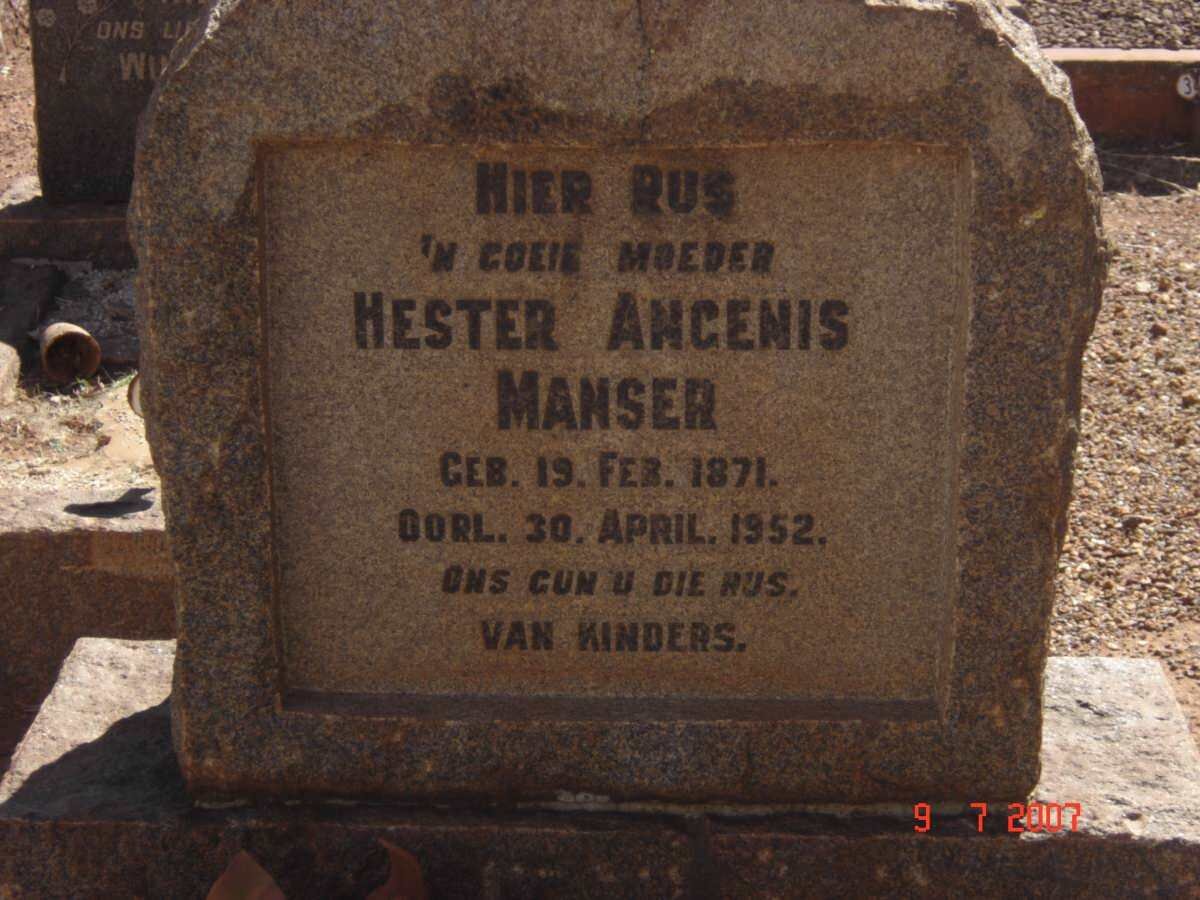 ONS
HIER RUS
'N GOEIE MOEDER
HESTER ANGENIS
MANSER
GEB. 19. FEB. 1871.
OORL. 30. APRIL. 1952.
ONS GUN U DIE RUS.
VAN KINDERS.
9 7 2007